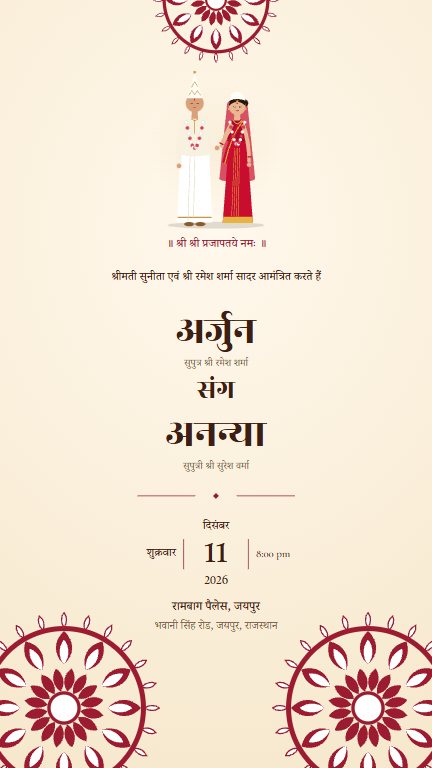 ॥ श्री श्री प्रजापतये नमः ॥
श्रीमती सुनीता एवं श्री रमेश शर्मा सादर आमंत्रित करते हैं
अर्जुन
सुपुत्र श्री रमेश शर्मा
संग
अनन्या
सुपुत्री श्री सुरेश वर्मा
दिसंबर
शुक्रवार 11 8:00 pm
2026
रामबाग पैलेस, जयपुर
भवानी सिंह रोड, जयपुर, राजस्थान